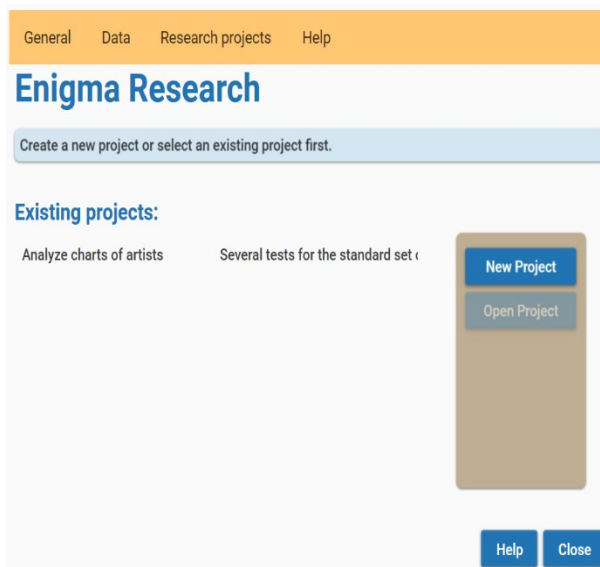 General Data Research projects Help
Enigma Research
Create a new project or select an existing project first.
Existing projects:
Analyze charts of artists Several tests for the standard set
New Project
Open Project
Help Close